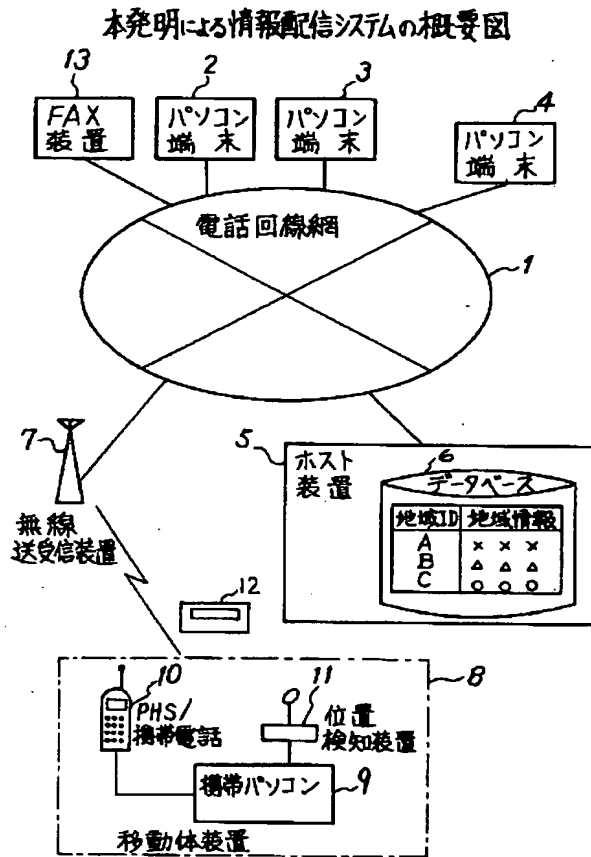 本発明による情報配信システムの概要図
13
2
3
4
FAX
装置
パソコン
端末
パソコン
端末
パソコン
端末
電話回線網
1
7
無線
送受信装置
5
ホスト
装置
6
データベース
地域ID 地域情報
A × × ×
B △ △ △
C ○ ○ ○
12
8
10
PHS/
携帯電話
11
位置
検知装置
携帯パソコン
9
移動体装置